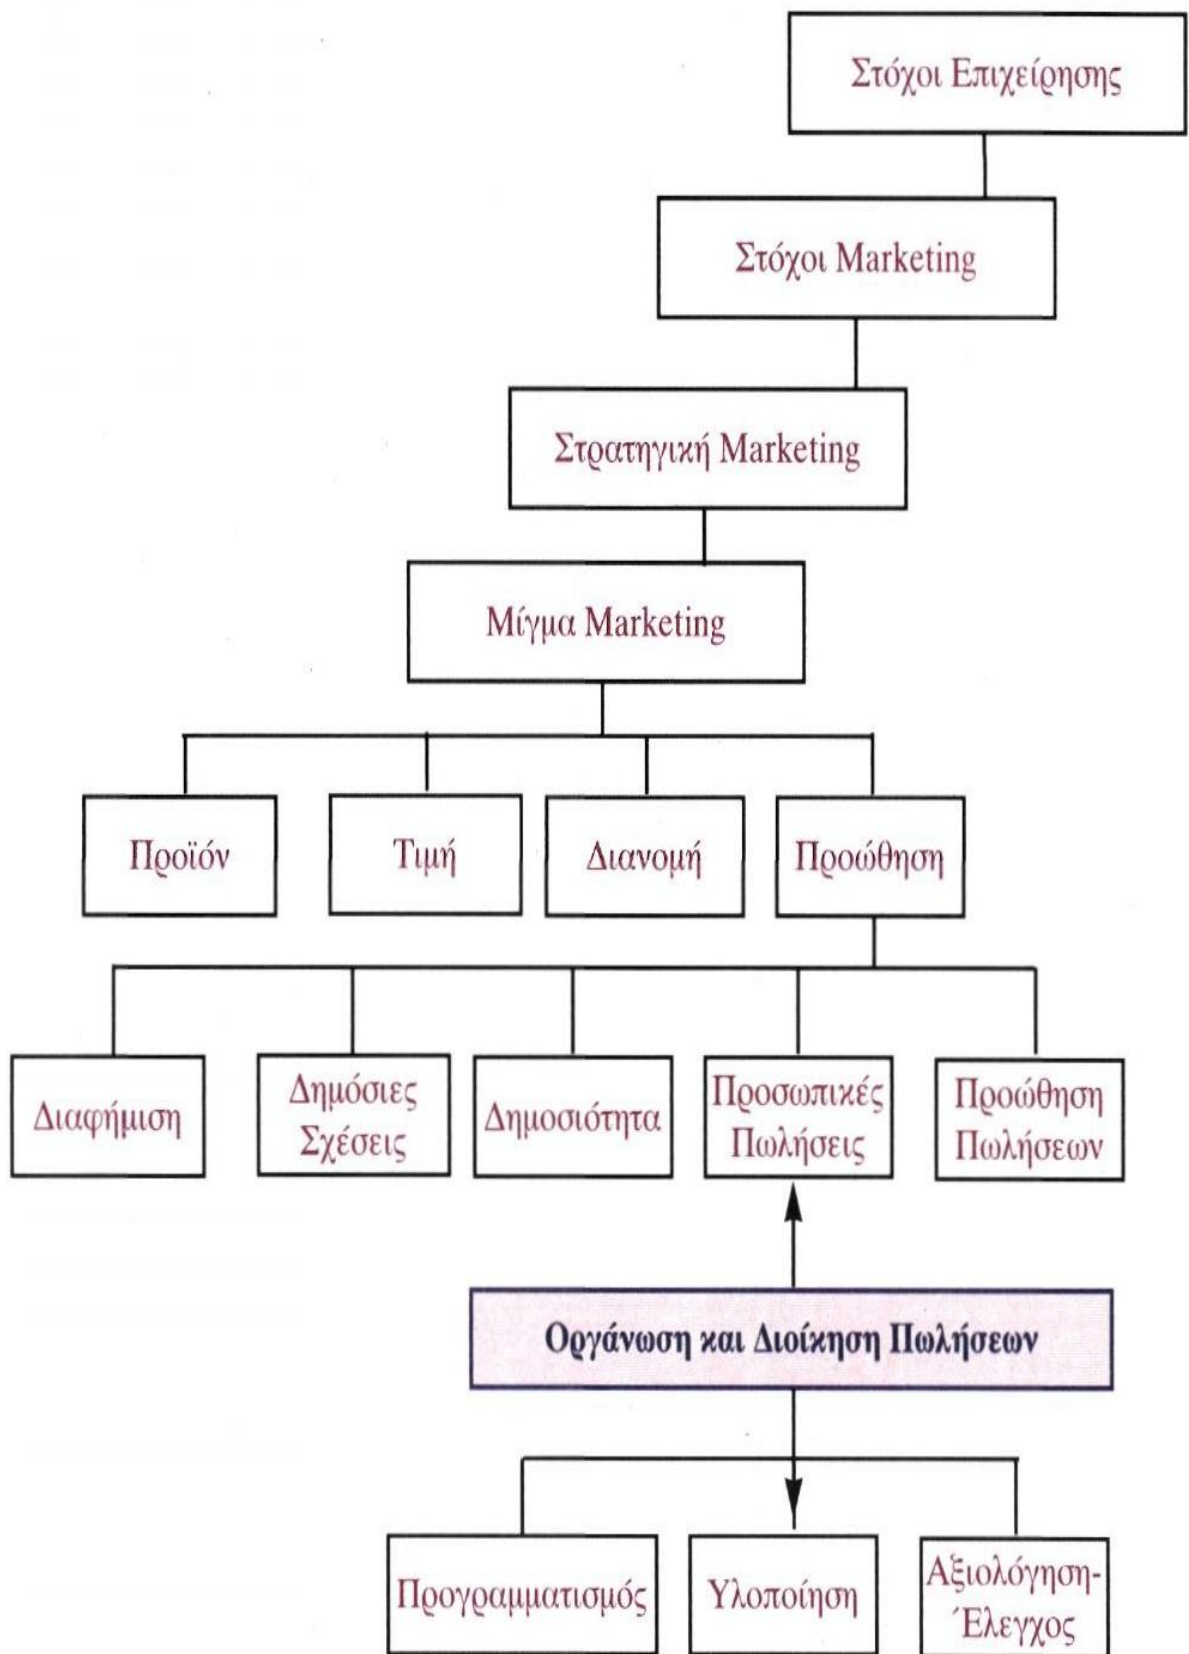 Στόχοι Επιχείρησης
Στόχοι Marketing
Στρατηγική Marketing
Μίγμα Marketing
Προϊόν
Τιμή
Διανομή
Προώθηση
Διαφήμιση
Δημόσιες
Σχέσεις
Δημοσιότητα
Προσωπικές
Πωλήσεις
Προώθηση
Πωλήσεων
Οργάνωση και Διοίκηση Πωλήσεων
Προγραμματισμός
Υλοποίηση
Αξιολόγηση-
Έλεγχος